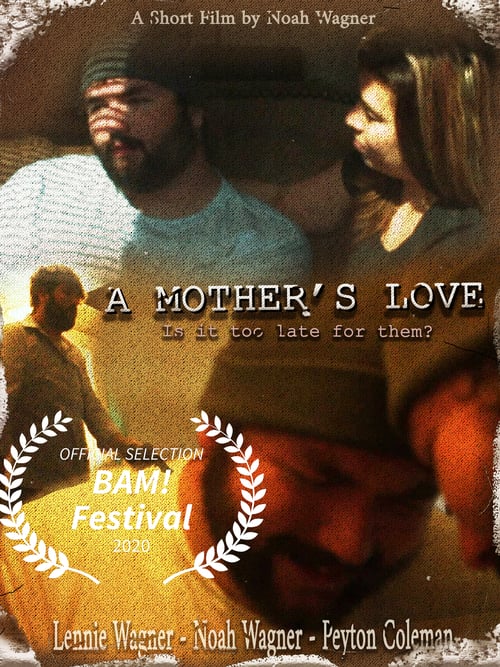 A Short Film by Noah Wagner
A MOTHER'S LOVE
Is it too late for them?
OFFICIAL SELECTION
BAM!
Festival
2020
Lennie Wagner - Noah Wagner - Peyton Coleman